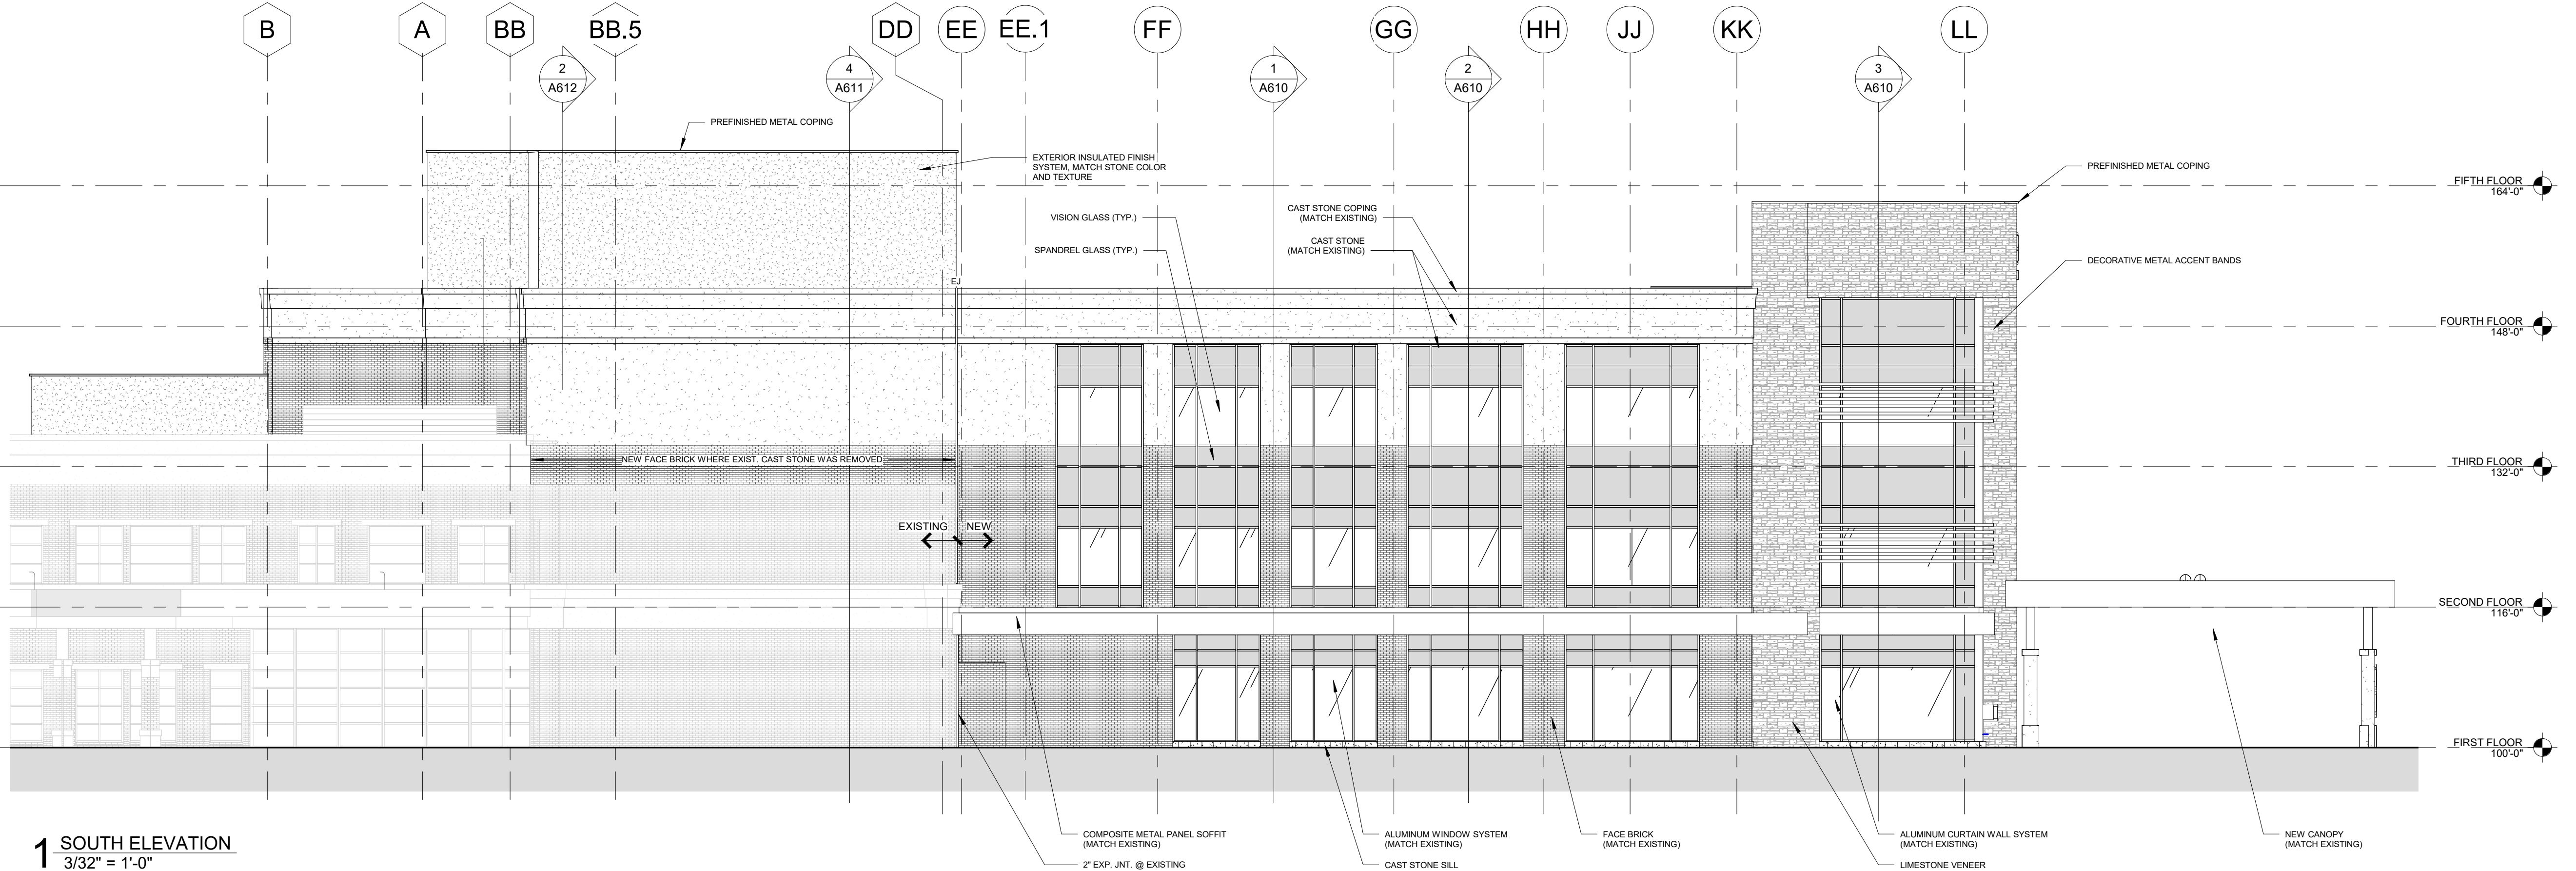 B
A
BB
BB.5
DD
EE
EE.1
FF
GG
HH
JJ
KK
LL
2
A612
4
A611
1
A610
2
A610
3
A610
PREFINISHED METAL COPING
EXTERIOR INSULATED FINISH
SYSTEM, MATCH STONE COLOR
AND TEXTURE
PREFINISHED METAL COPING
FIFTH FLOOR
164'-0"
VISION GLASS (TYP.)
CAST STONE COPING
(MATCH EXISTING)
SPANDREL GLASS (TYP.)
CAST STONE
(MATCH EXISTING)
DECORATIVE METAL ACCENT BANDS
EJ
FOURTH FLOOR
148'-0"
NEW FACE BRICK WHERE EXIST. CAST STONE WAS REMOVED
THIRD FLOOR
132'-0"
EXISTING
NEW
SECOND FLOOR
116'-0"
FIRST FLOOR
100'-0"
COMPOSITE METAL PANEL SOFFIT
(MATCH EXISTING)
2" EXP. JNT. @ EXISTING
ALUMINUM WINDOW SYSTEM
(MATCH EXISTING)
CAST STONE SILL
FACE BRICK
(MATCH EXISTING)
ALUMINUM CURTAIN WALL SYSTEM
(MATCH EXISTING)
LIMESTONE VENEER
NEW CANOPY
(MATCH EXISTING)
1 SOUTH ELEVATION
3/32" = 1'-0"